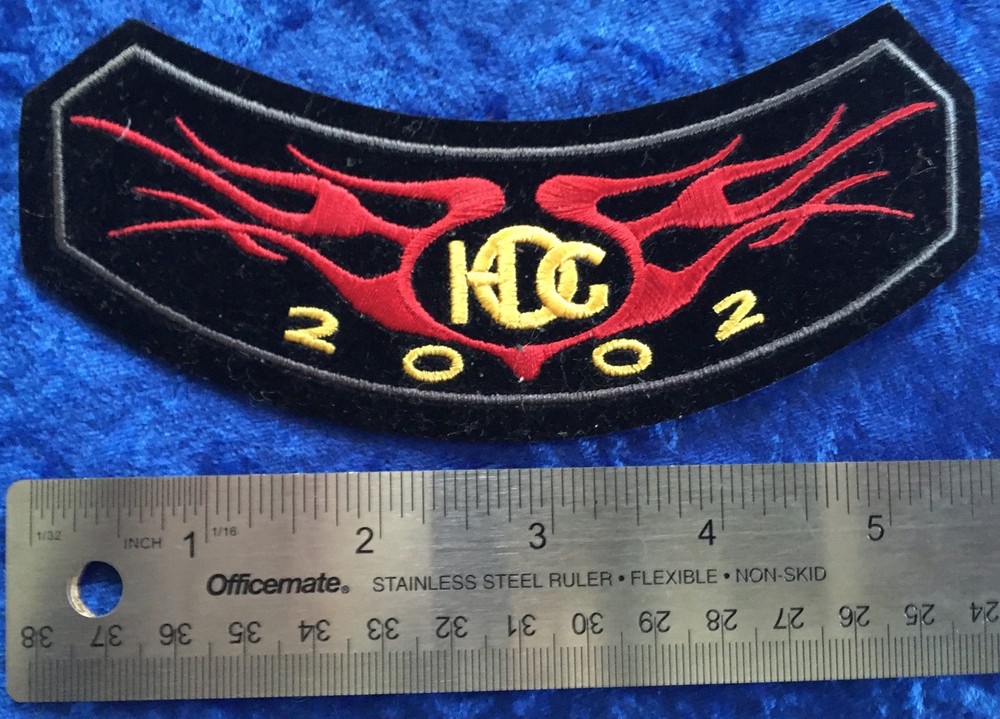 HOG
2002
1 2 3 4 5
1/32 INCH 1/16
Officemate® STAINLESS STEEL RULER • FLEXIBLE • NON-SKID
38 37 36 35 34 33 32 31 30 29 28 27 26 25 24